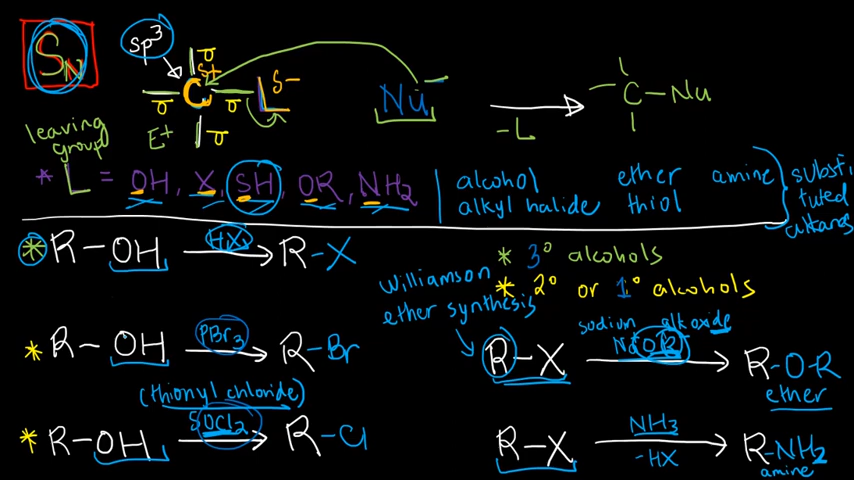 SN
sp³
σ
δ+
σ C σ L δ−
E+ σ
Nu −
−L
C − Nu
leaving
group
* L = OH, X, SH, OR, NH2
alcohol ether amine
alkyl halide thiol
substi
tuted
alkanes
* R−OH HX R−X
* 3° alcohols
* 2° or 1° alcohols
Williamson
ether synthesis
* R−OH PBr3 R−Br
sodium alkoxide
R−X NaOR R−O−R
ether
(thionyl chloride)
* R−OH SOCl2 R−Cl
R−X NH3 R−NH2
−HX
amine